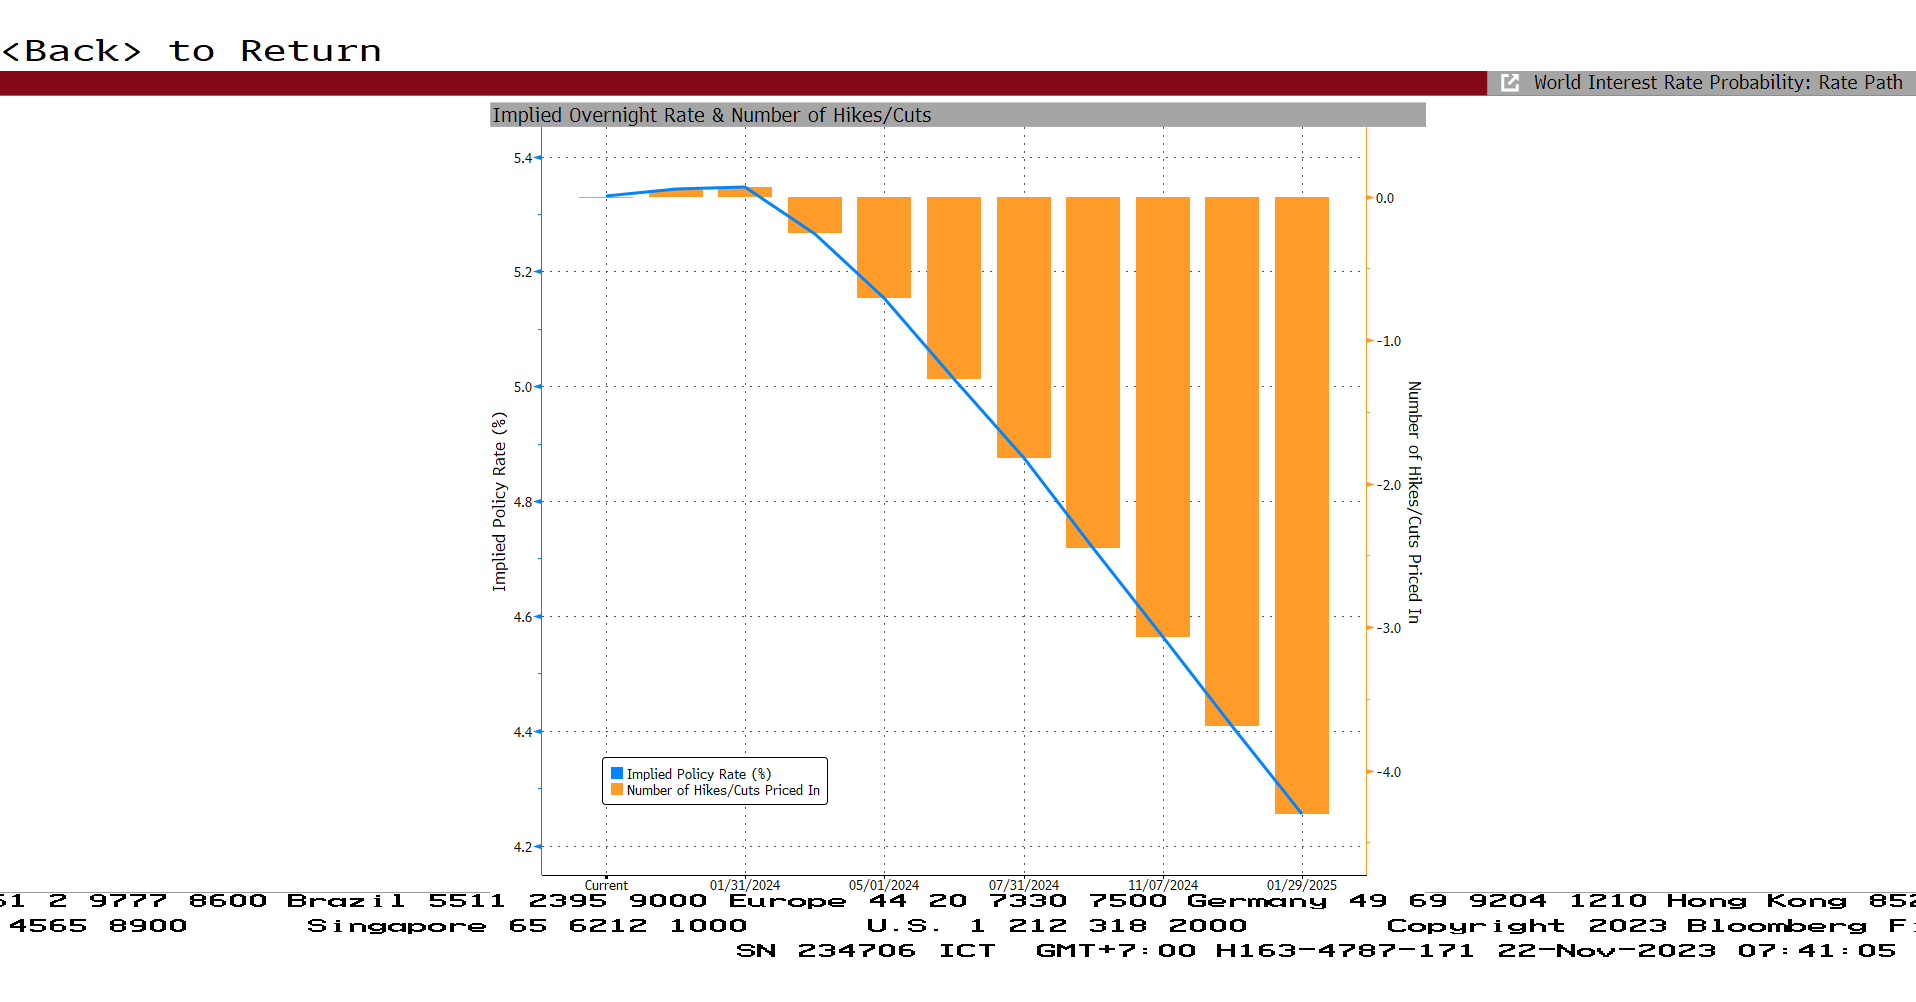 <Back> to Return
World Interest Rate Probability: Rate Path
Implied Overnight Rate & Number of Hikes/Cuts
5.4
5.2
5.0
4.8
4.6
4.4
4.2
Implied Policy Rate (%)
0.0
-1.0
-2.0
-3.0
-4.0
Number of Hikes/Cuts Priced In
Implied Policy Rate (%)
Number of Hikes/Cuts Priced In
Current 01/31/2024 05/01/2024 07/31/2024 11/07/2024 01/29/2025
61 2 9777 8600 Brazil 5511 2395 9000 Europe 44 20 7330 7500 Germany 49 69 9204 1210 Hong Kong 852
4565 8900 Singapore 65 6212 1000 U.S. 1 212 318 2000 Copyright 2023 Bloomberg Fi
SN 234706 ICT GMT+7:00 H163-4787-171 22-Nov-2023 07:41:05